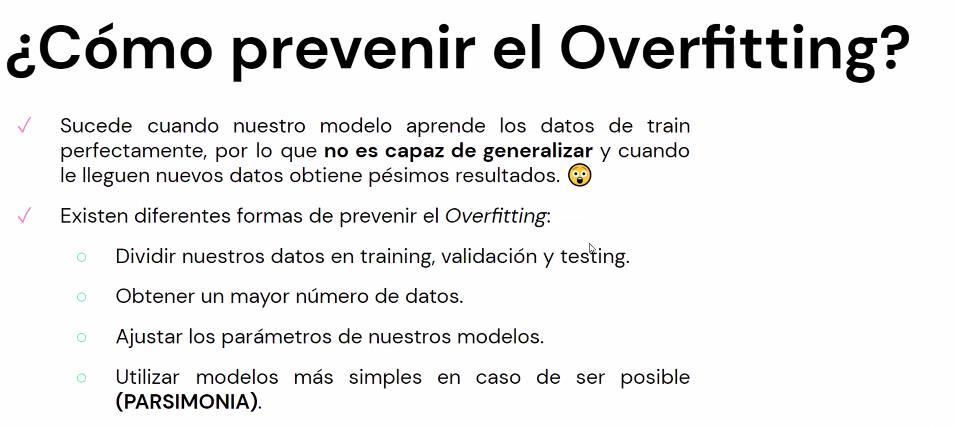 ¿Cómo prevenir el Overfitting?
Sucede cuando nuestro modelo aprende los datos de train
perfectamente, por lo que no es capaz de generalizar y cuando
le lleguen nuevos datos obtiene pésimos resultados. 😲
Existen diferentes formas de prevenir el Overfitting:
Dividir nuestros datos en training, validación y testing.
Obtener un mayor número de datos.
Ajustar los parámetros de nuestros modelos.
Utilizar modelos más simples en caso de ser posible
(PARSIMONIA).